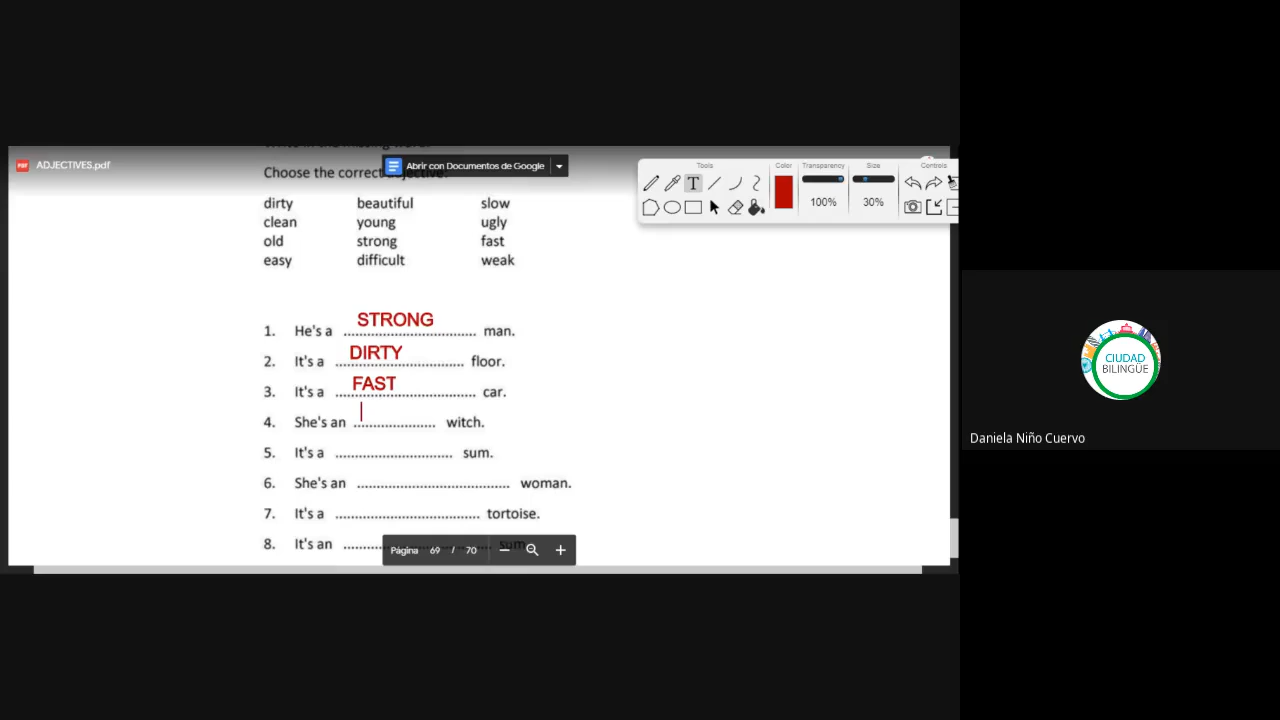 ADJECTIVES.pdf
Abrir con Documentos de Google
Choose the correct adjective:
dirty beautiful slow
clean young ugly
old strong fast
easy difficult weak
1. He's a STRONG man.
2. It's a DIRTY floor.
3. It's a FAST car.
4. She's an .................... witch.
5. It's a ............................. sum.
6. She's an ...................................... woman.
7. It's a .................................... tortoise.
8. It's an .................................... sum
Página 69 / 70
Tools Color Transparency Size Controls
T
100% 30%
CIUDAD
BILINGÜE
Daniela Niño Cuervo